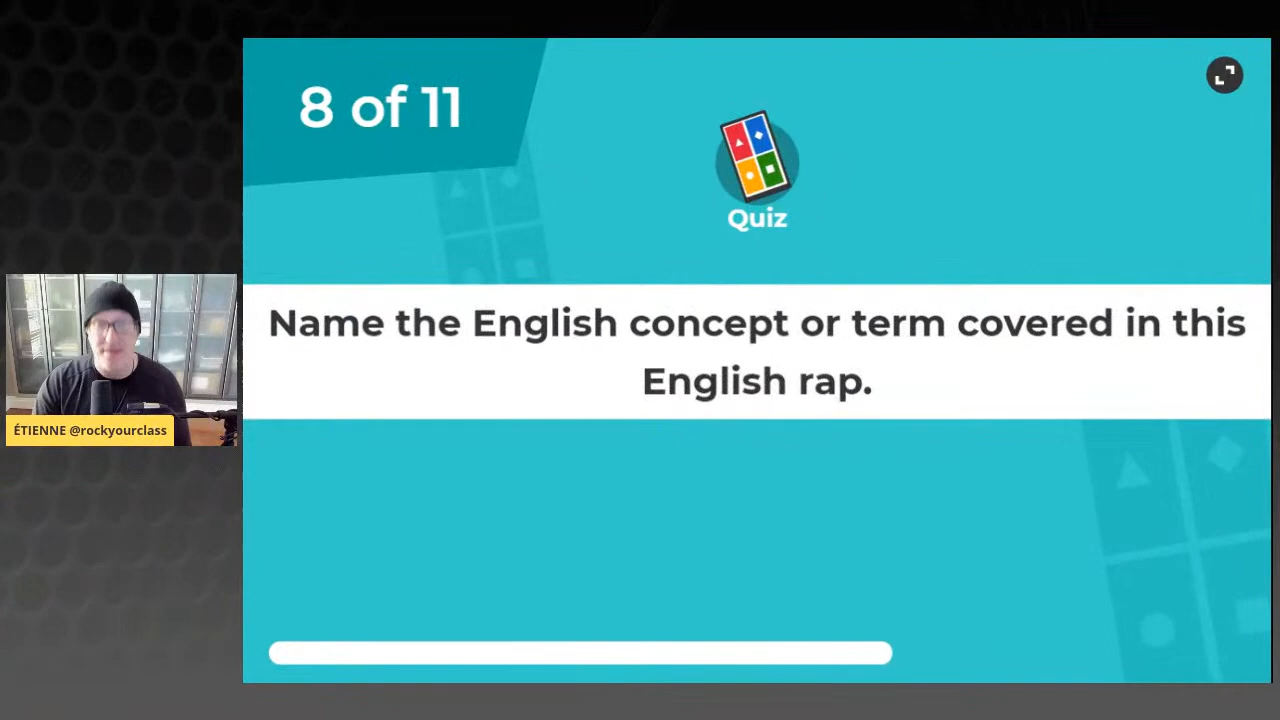 8 of 11
Quiz
Name the English concept or term covered in this
English rap.
ÉTIENNE @rockyourclass